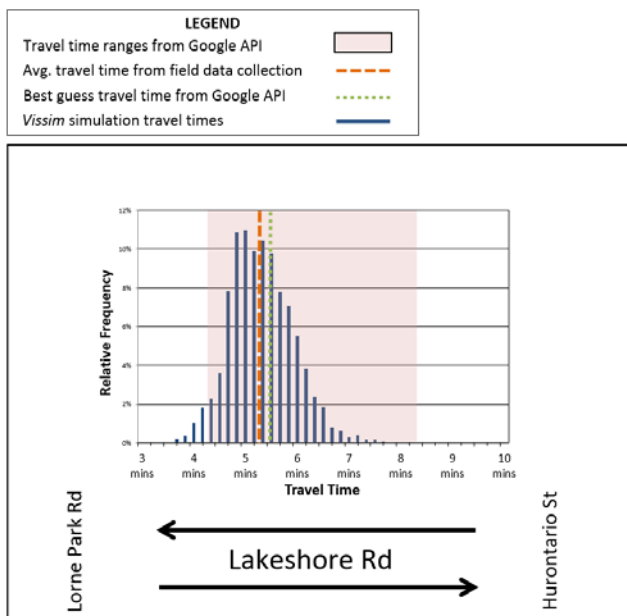 LEGEND
Travel time ranges from Google API
Avg. travel time from field data collection
Best guess travel time from Google API
Vissim simulation travel times
12%
10%
8%
6%
4%
2%
0%
Relative Frequency
3 4 5 6 7 8 9 10
mins mins mins mins mins mins mins mins
Travel Time
Lorne Park Rd
Lakeshore Rd
Hurontario St